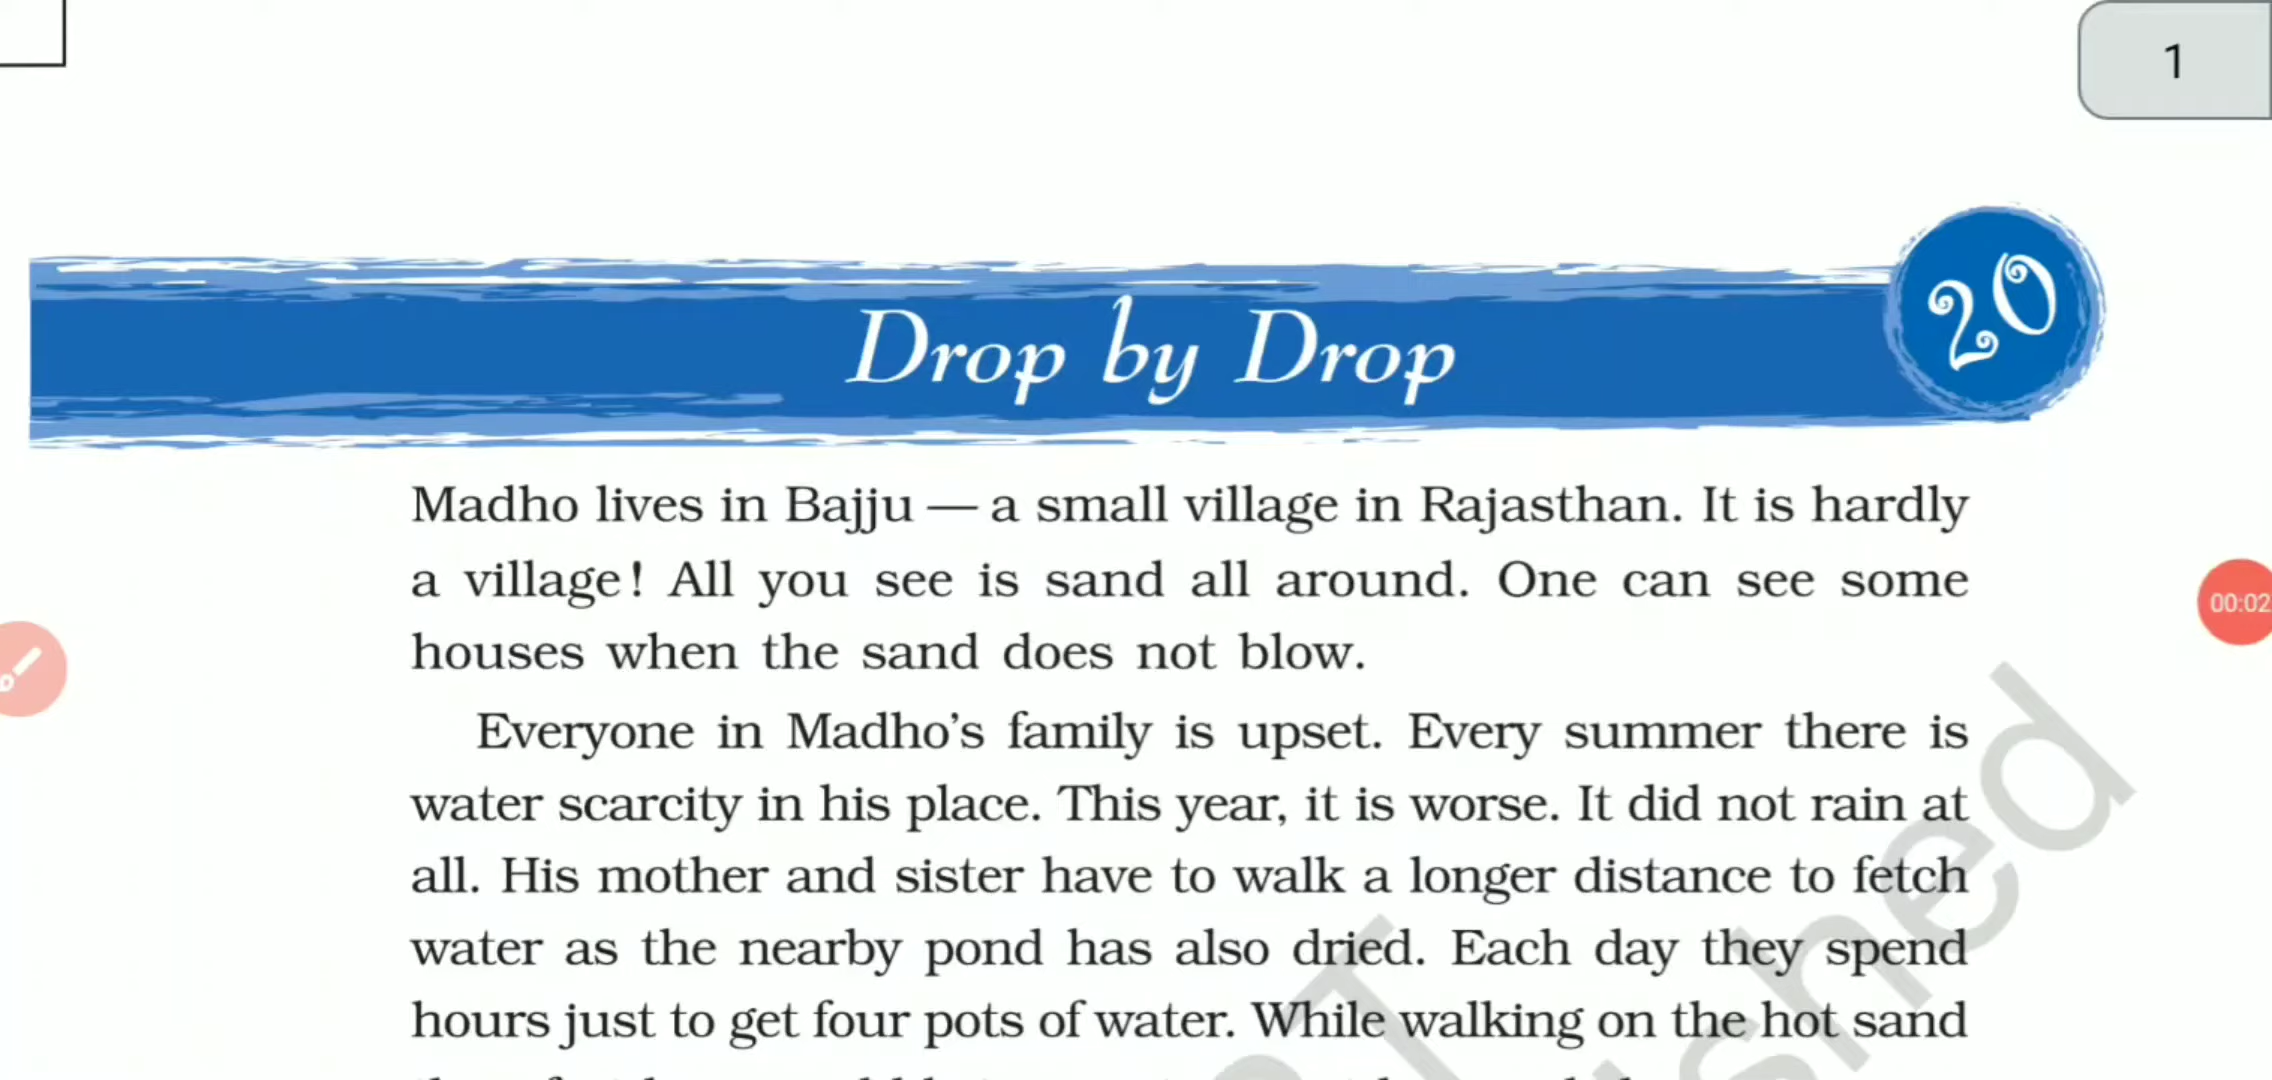 1
20
Drop by Drop
Madho lives in Bajju — a small village in Rajasthan. It is hardly
a village! All you see is sand all around. One can see some
houses when the sand does not blow.
Everyone in Madho’s family is upset. Every summer there is
water scarcity in his place. This year, it is worse. It did not rain at
all. His mother and sister have to walk a longer distance to fetch
water as the nearby pond has also dried. Each day they spend
hours just to get four pots of water. While walking on the hot sand
00:02